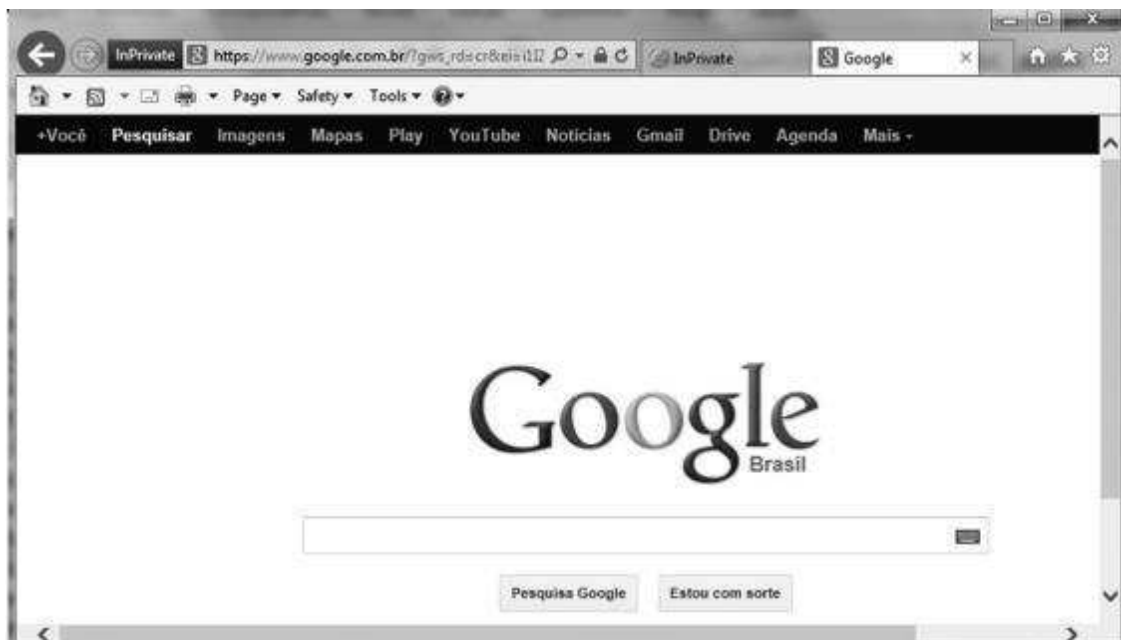 InPrivate https://www.google.com.br/? InPrivate Google
Page Safety Tools
+Você Pesquisar Imagens Mapas Play YouTube Notícias Gmail Drive Agenda Mais
Google
Brasil
Pesquisa Google Estou com sorte